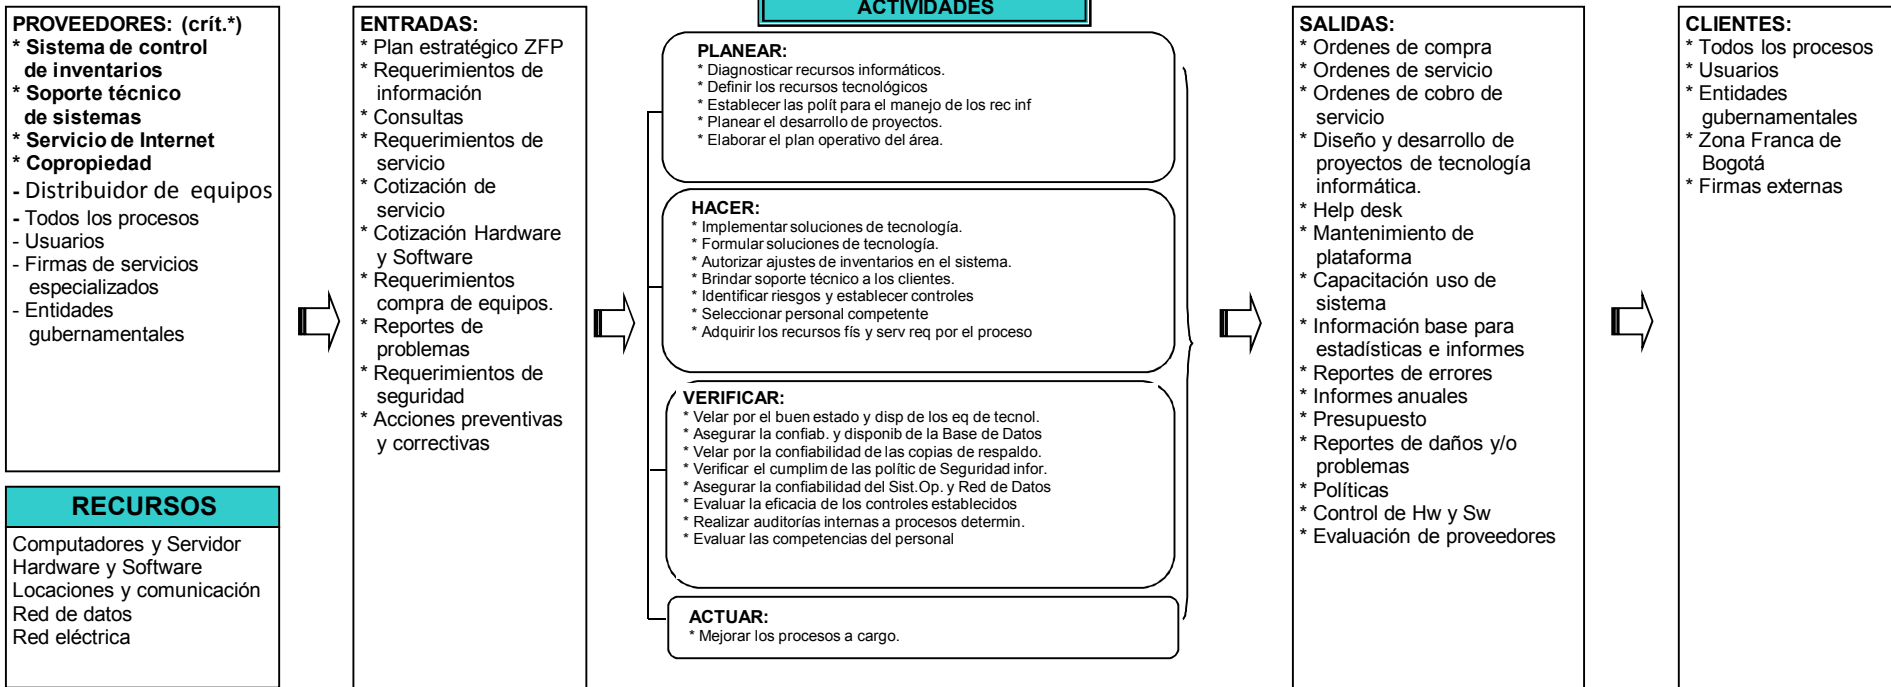 PROVEEDORES: (crít.*)
* Sistema de control
de inventarios
* Soporte técnico
de sistemas
* Servicio de Internet
* Copropiedad
- Distribuidor de equipos
- Todos los procesos
- Usuarios
- Firmas de servicios
especializados
- Entidades
gubernamentales
RECURSOS
Computadores y Servidor
Hardware y Software
Locaciones y comunicación
Red de datos
Red eléctrica
ENTRADAS:
* Plan estratégico ZFP
* Requerimientos de
información
* Consultas
* Requerimientos de
servicio
* Cotización de
servicio
* Cotización Hardware
y Software
* Requerimientos
compra de equipos.
* Reportes de
problemas
* Requerimientos de
seguridad
* Acciones preventivas
y correctivas
ACTIVIDADES
PLANEAR:
* Diagnosticar recursos informáticos.
* Definir los recursos tecnológicos
* Establecer las polít para el manejo de los rec inf
* Planear el desarrollo de proyectos.
* Elaborar el plan operativo del área.
HACER:
* Implementar soluciones de tecnología.
* Formular soluciones de tecnología.
* Autorizar ajustes de inventarios en el sistema.
* Brindar soporte técnico a los clientes.
* Identificar riesgos y establecer controles
* Seleccionar personal competente
* Adquirir los recursos fís y serv req por el proceso
VERIFICAR:
* Velar por el buen estado y disp de los eq de tecnol.
* Asegurar la confiab. y disponib de la Base de Datos
* Velar por la confiabilidad de las copias de respaldo.
* Verificar el cumplim de las polític de Seguridad infor.
* Asegurar la confiabilidad del Sist.Op. y Red de Datos
* Evaluar la eficacia de los controles establecidos
* Realizar auditorías internas a procesos determin.
* Evaluar las competencias del personal
ACTUAR:
* Mejorar los procesos a cargo.
SALIDAS:
* Ordenes de compra
* Ordenes de servicio
* Ordenes de cobro de
servicio
* Diseño y desarrollo de
proyectos de tecnología
informática.
* Help desk
* Mantenimiento de
plataforma
* Capacitación uso de
sistema
* Información base para
estadísticas e informes
* Reportes de errores
* Informes anuales
* Presupuesto
* Reportes de daños y/o
problemas
* Políticas
* Control de Hw y Sw
* Evaluación de proveedores
CLIENTES:
* Todos los procesos
* Usuarios
* Entidades
gubernamentales
* Zona Franca de
Bogotá
* Firmas externas